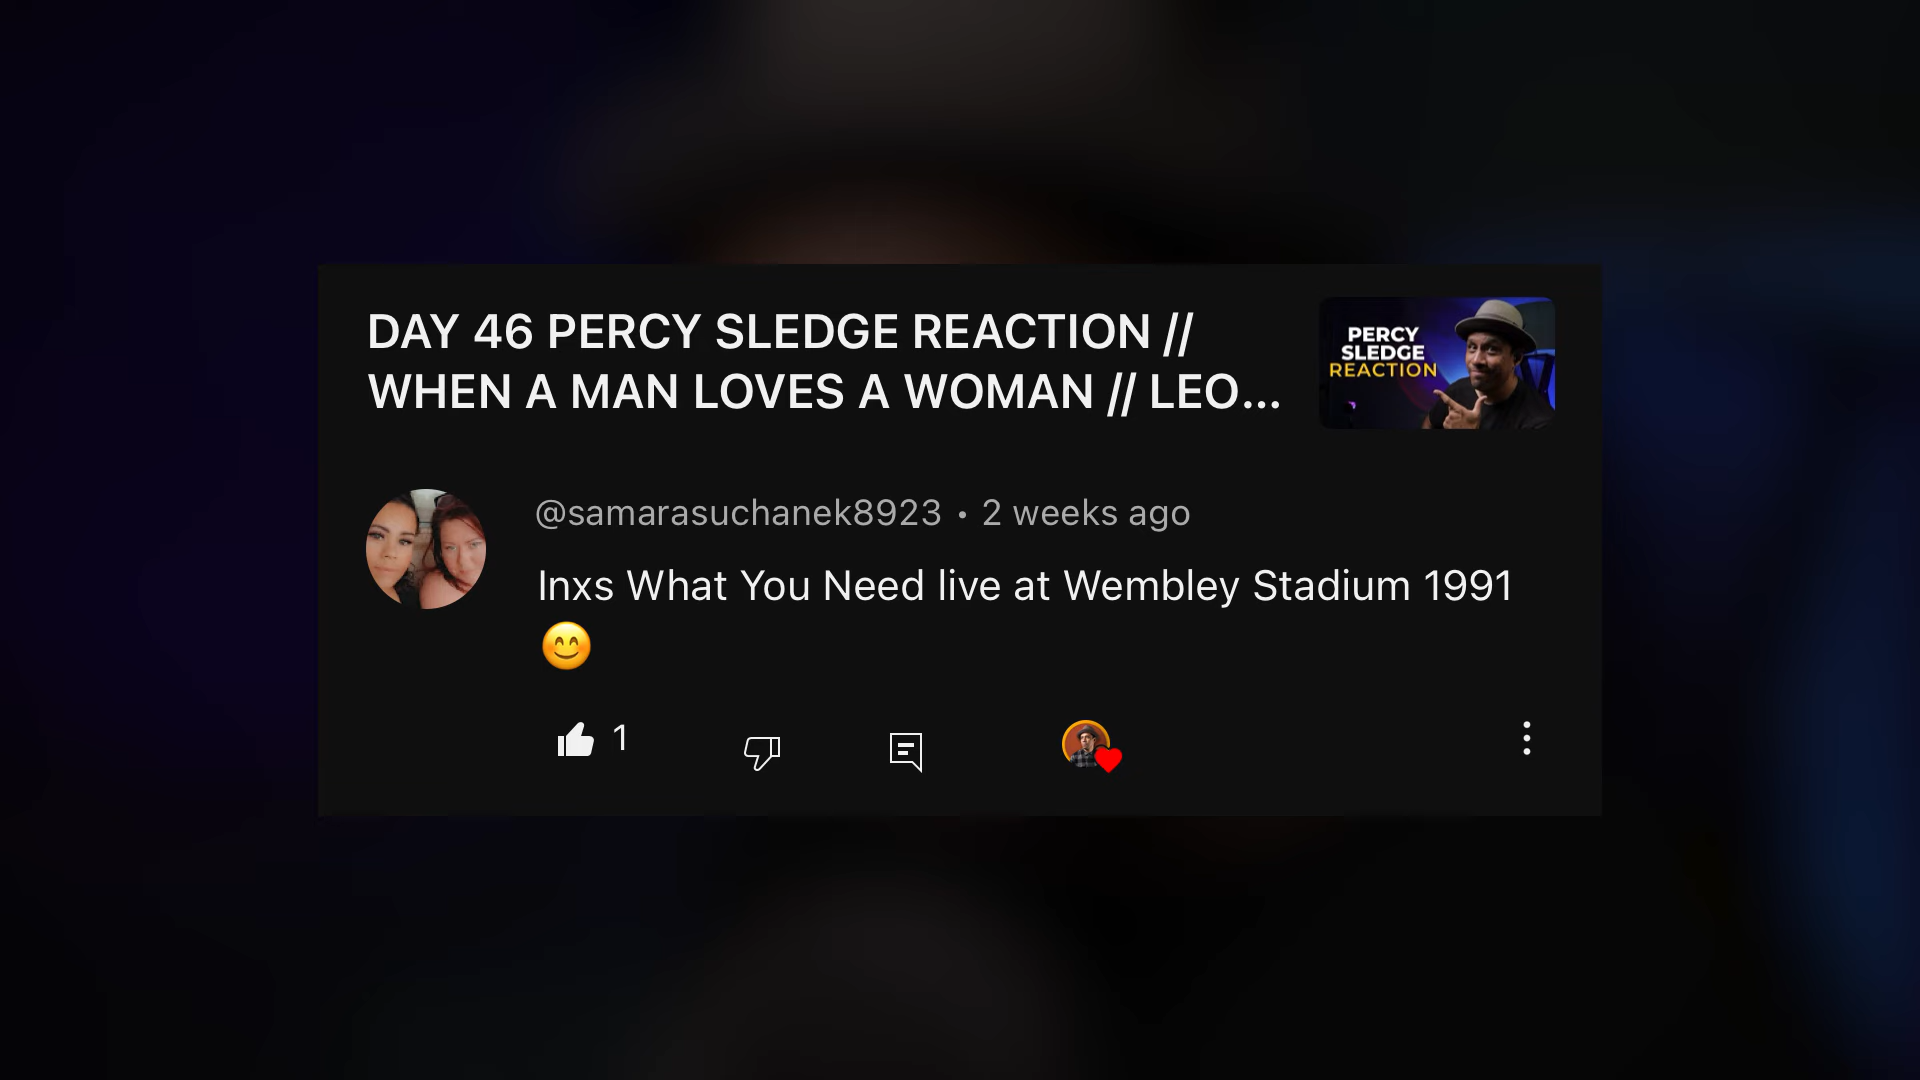 DAY 46 PERCY SLEDGE REACTION //
WHEN A MAN LOVES A WOMAN // LEO...
PERCY
SLEDGE
REACTION
@samarasuchanek8923 • 2 weeks ago
Inxs What You Need live at Wembley Stadium 1991
😊
1